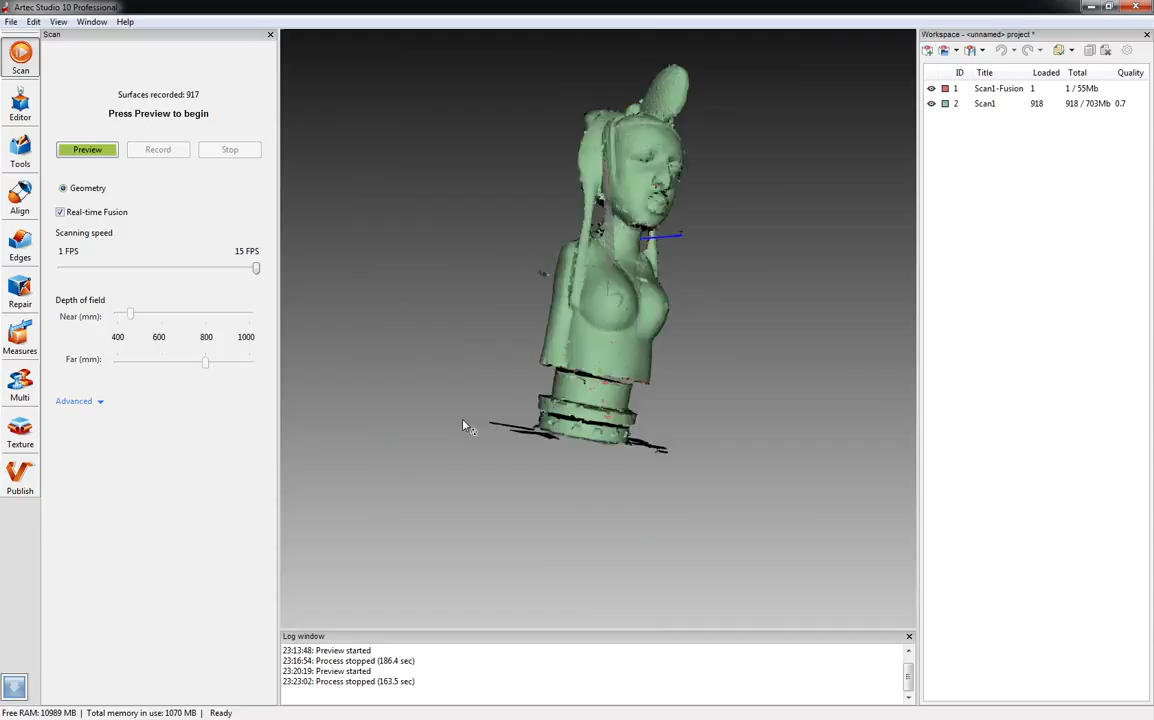 Artec Studio 10 Professional
File Edit View Window Help
Scan
Editor
Tools
Align
Edges
Repair
Measures
Multi
Texture
Publish
Scan
Surfaces recorded: 917
Press Preview to begin
Preview Record Stop
Geometry
Real-time Fusion
Scanning speed
1 FPS 15 FPS
Depth of field
Near (mm):
400 600 800 1000
Far (mm):
Advanced
Log window
23:13:48: Preview started
23:16:54: Process stopped (186.4 sec)
23:20:19: Preview started
23:23:02: Process stopped (163.5 sec)
Workspace - <unnamed> project *
ID Title Loaded Total Quality
1 Scan1-Fusion 1 1 / 55Mb
2 Scan1 918 918 / 703Mb 0.7
Free RAM: 10989 MB | Total memory in use: 1070 MB | Ready